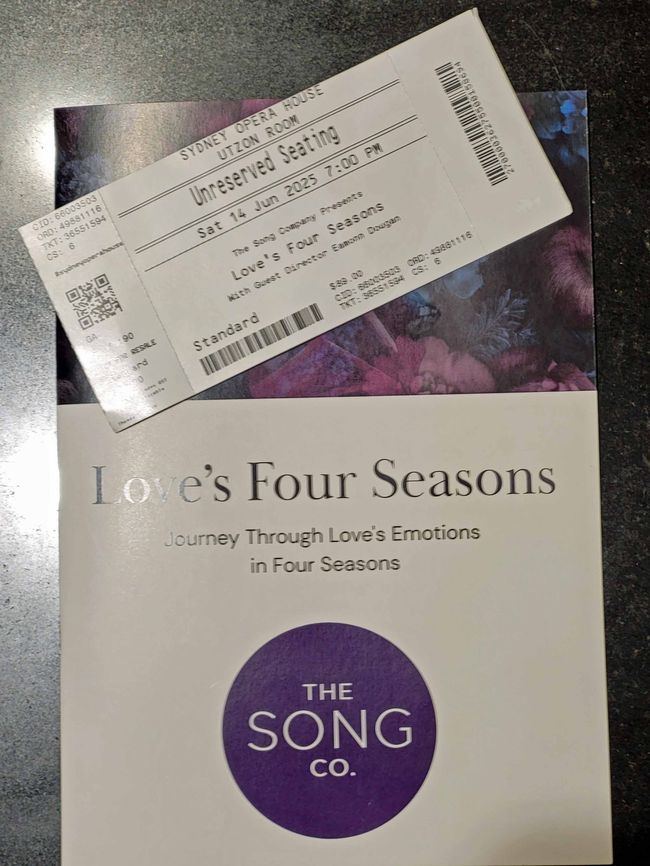 SYDNEY OPERA HOUSE
UTZON ROOM
Unreserved Seating
Sat 14 Jun 2025 7:00 PM
The Song Company Presents
Love's Four Seasons
With Guest Director Eamonn Dougan
Standard
$89.00
CID: 66003503 ORD: 49881116
TKT: 36551594 CS: 6
CID: 66003503
ORD: 49881116
TKT: 36551594
CS: 6
#sydneyoperahouse
GA
90
RESALE
Love's Four Seasons
Journey Through Love's Emotions
in Four Seasons
THE
SONG
CO.